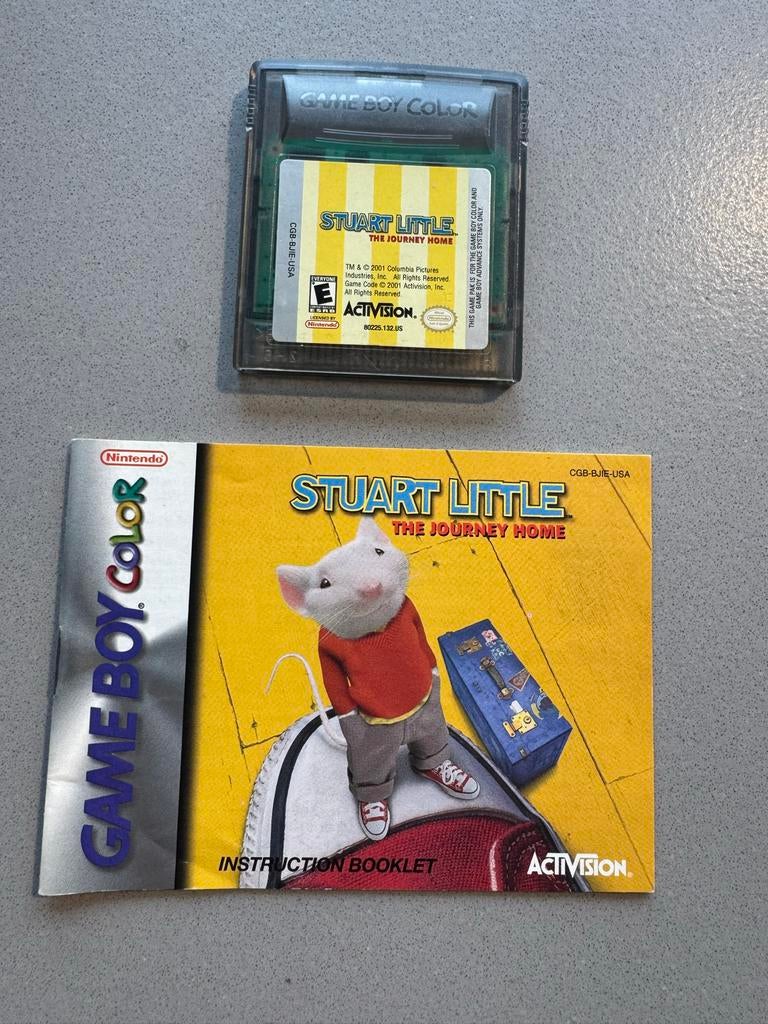 GAME BOY COLOR
CGB-BJIE-USA
STUART LITTLE™
THE JOURNEY HOME
TM & © 2001 Columbia Pictures
Industries, Inc. All Rights Reserved.
Game Code © 2001 Activision, Inc.
All Rights Reserved.
EVERYONE
E
ESRB
LICENSED BY
Nintendo
ACTIVISION®
80225.132.US
THIS GAME PAK IS FOR THE GAME BOY COLOR AND
GAME BOY ADVANCE SYSTEMS ONLY.
Nintendo
GAME BOY® COLOR
CGB-BJIE-USA
STUART LITTLE™
THE JOURNEY HOME
INSTRUCTION BOOKLET
ACTIVISION®